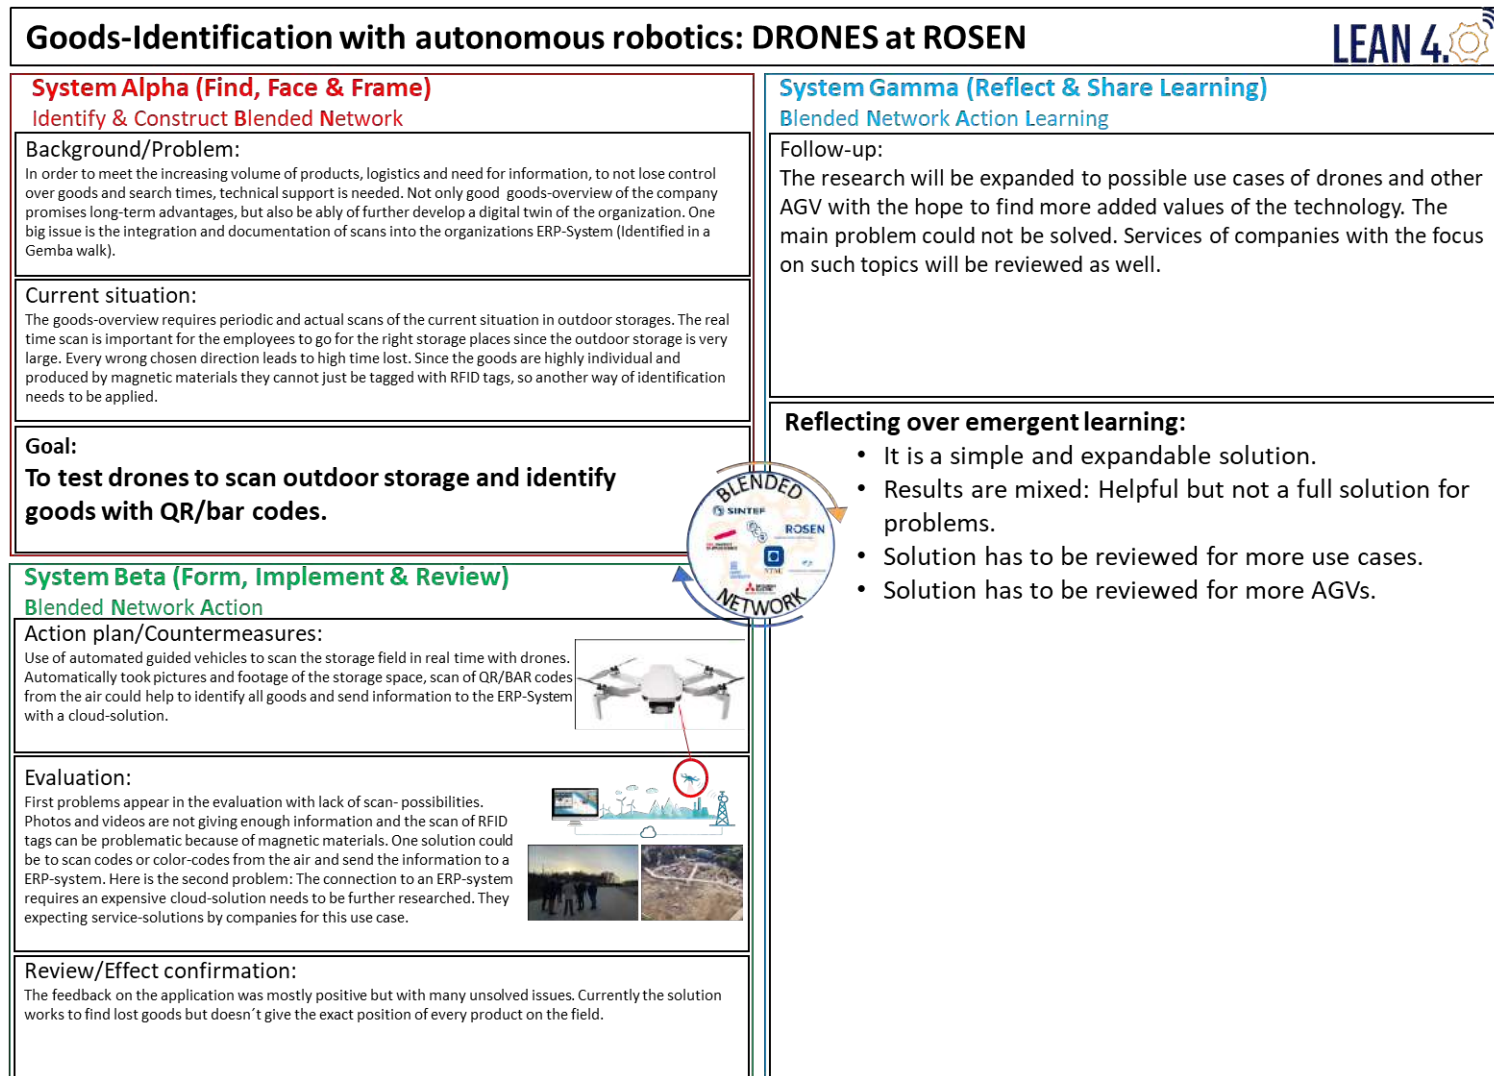 Goods-Identification with autonomous robotics: DRONES at ROSEN
LEAN 4.
System Alpha (Find, Face & Frame)
Identify & Construct Blended Network
Background/Problem:
In order to meet the increasing volume of products, logistics and need for information, to not lose control
over goods and search times, technical support is needed. Not only good goods-overview of the company
promises long-term advantages, but also be ably of further develop a digital twin of the organization. One
big issue is the integration and documentation of scans into the organizations ERP-System (Identified in a
Gemba walk).
Current situation:
The goods-overview requires periodic and actual scans of the current situation in outdoor storages. The real
time scan is important for the employees to go for the right storage places since the outdoor storage is very
large. Every wrong chosen direction leads to high time lost. Since the goods are highly individual and
produced by magnetic materials they cannot just be tagged with RFID tags, so another way of identification
needs to be applied.
Goal:
To test drones to scan outdoor storage and identify
goods with QR/bar codes.
System Beta (Form, Implement & Review)
Blended Network Action
Action plan/Countermeasures:
Use of automated guided vehicles to scan the storage field in real time with drones.
Automatically took pictures and footage of the storage space, scan of QR/BAR codes
from the air could help to identify all goods and send information to the ERP-System
with a cloud-solution.
Evaluation:
First problems appear in the evaluation with lack of scan- possibilities.
Photos and videos are not giving enough information and the scan of RFID
tags can be problematic because of magnetic materials. One solution could
be to scan codes or color-codes from the air and send the information to a
ERP-system. Here is the second problem: The connection to an ERP-system
requires an expensive cloud-solution needs to be further researched. They
expecting service-solutions by companies for this use case.
Review/Effect confirmation:
The feedback on the application was mostly positive but with many unsolved issues. Currently the solution
works to find lost goods but doesn´t give the exact position of every product on the field.
BLENDED
SINTEF
ROSEN
NTNU
NETWORK
System Gamma (Reflect & Share Learning)
Blended Network Action Learning
Follow-up:
The research will be expanded to possible use cases of drones and other
AGV with the hope to find more added values of the technology. The
main problem could not be solved. Services of companies with the focus
on such topics will be reviewed as well.
Reflecting over emergent learning:
• It is a simple and expandable solution.
• Results are mixed: Helpful but not a full solution for
problems.
• Solution has to be reviewed for more use cases.
• Solution has to be reviewed for more AGVs.